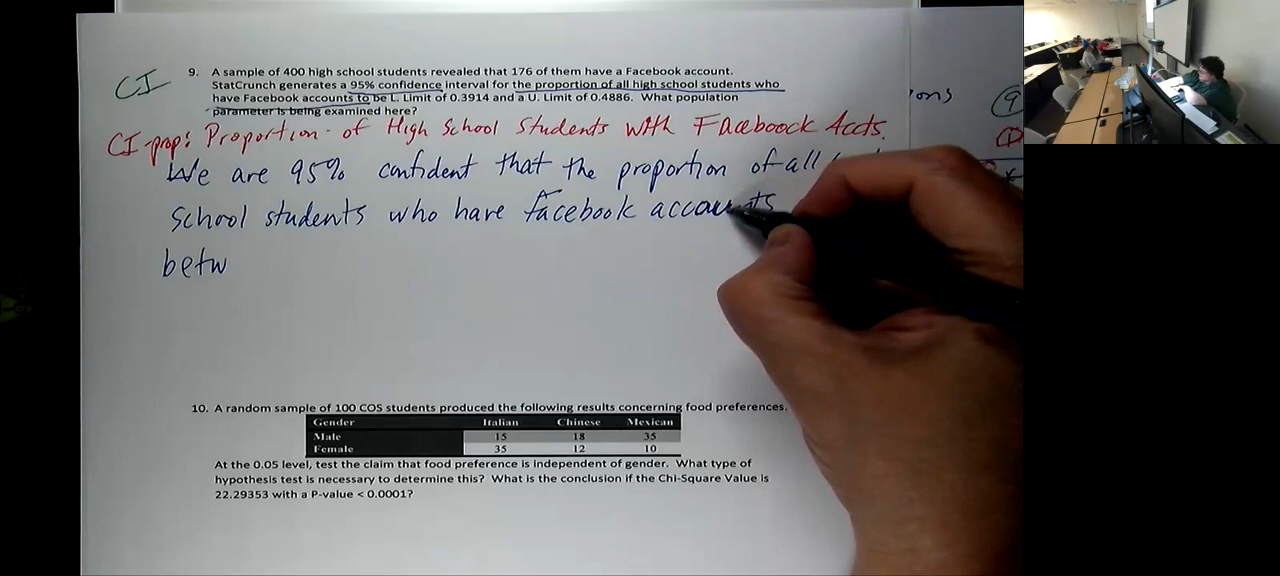 CI
9. A sample of 400 high school students revealed that 176 of them have a Facebook account.
StatCrunch generates a 95% confidence interval for the proportion of all high school students who
have Facebook accounts to be L. Limit of 0.3914 and a U. Limit of 0.4886. What population
parameter is being examined here?
CI-prop: Proportion of High School Students with Faceboock Accts.
We are 95% confident that the proportion of all
school students who have facebook accounts
betw
ions
9
10. A random sample of 100 COS students produced the following results concerning food preferences.
Gender Italian Chinese Mexican
Male 15 18 35
Female 35 12 10
At the 0.05 level, test the claim that food preference is independent of gender. What type of
hypothesis test is necessary to determine this? What is the conclusion if the Chi-Square Value is
22.29353 with a P-value < 0.0001?